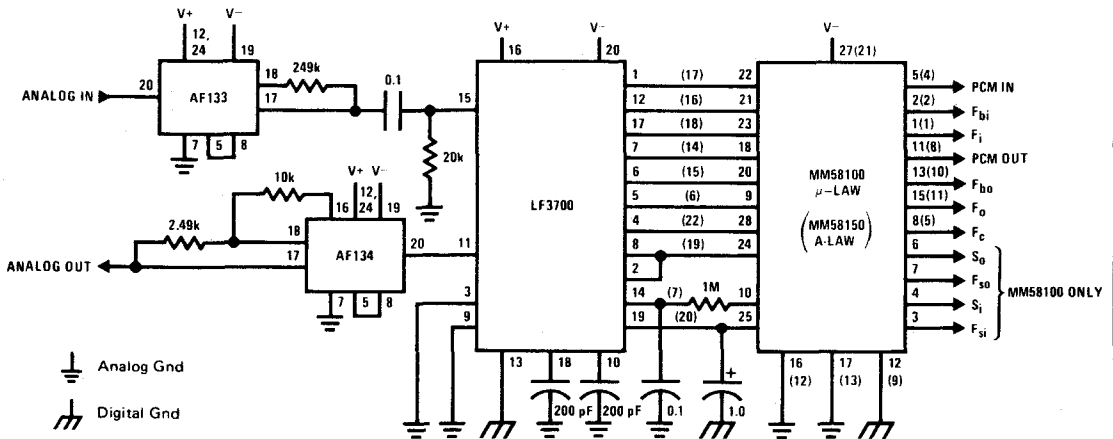 V+ V-
12, 24
19
20
AF133
18
249k
17
7
5
8
ANALOG IN
0.1
15
20k
10k
V+ V-
16
12, 24
19
2.49k
18
17
AF134
20
11
7
5
8
ANALOG OUT
V+
16
V-
20
LF3700
1 (17) 22
12 (16) 21
17 (18) 23
7 (14) 18
6 (15) 20
5 (6) 9
4 (22) 28
8 (19) 24
2
14 (7) 1M 10
19 (20) 25
3
9
13
18
10
200 pF
200 pF
0.1
+
1.0
V-
27(21)
MM58100
μ-LAW
(MM58150)
A-LAW
5(4) PCM IN
2(2) Fbi
1(1) Fi
11(8) PCM OUT
13(10) Fbo
15(11) Fo
8(5) Fc
6 So
7 Fso
4 Si
3 Fsi
MM58100 ONLY
16
(12)
17
(13)
12
(9)
Analog Gnd
Digital Gnd